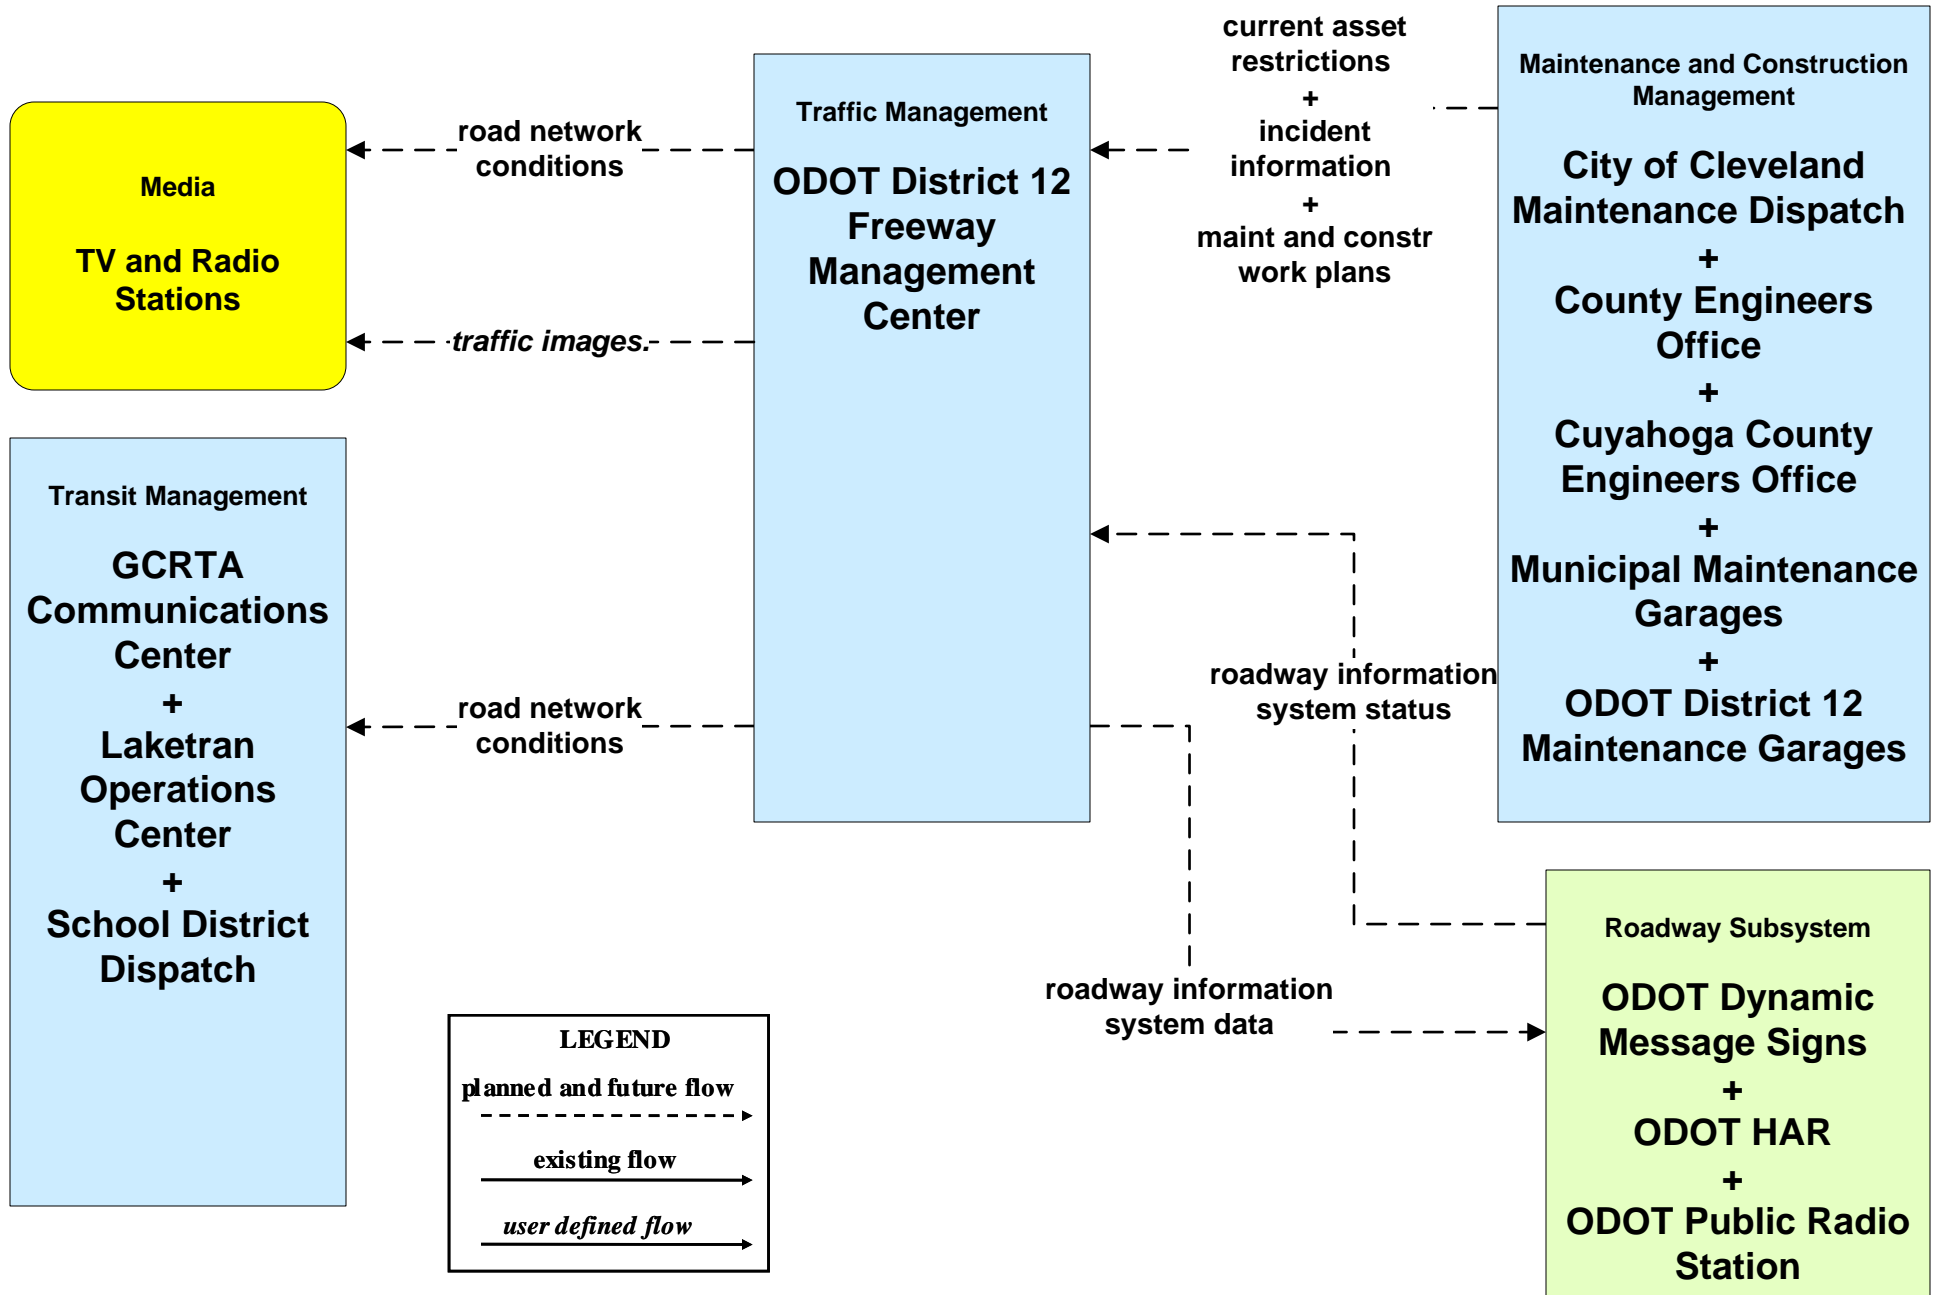 Media
TV and Radio
Stations
road network
conditions
traffic images.
Traffic Management
ODOT District 12
Freeway
Management
Center
current asset
restrictions
+
incident
information
+
maint and constr
work plans
Maintenance and Construction
Management
City of Cleveland
Maintenance Dispatch
+
County Engineers
Office
+
Cuyahoga County
Engineers Office
+
Municipal Maintenance
Garages
+
ODOT District 12
Maintenance Garages
Transit Management
GCRTA
Communications
Center
+
Laketran
Operations
Center
+
School District
Dispatch
road network
conditions
roadway information
system status
roadway information
system data
Roadway Subsystem
ODOT Dynamic
Message Signs
+
ODOT HAR
+
ODOT Public Radio
Station
LEGEND
planned and future flow
existing flow
user defined flow